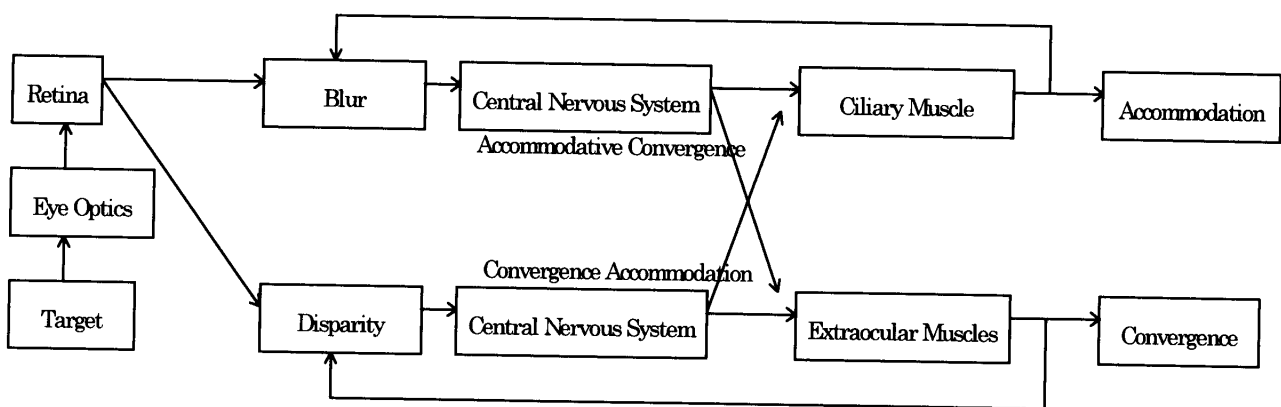 Retina
Blur
Central Nervous System
Ciliary Muscle
Accommodation
Accommodative Convergence
Eye Optics
Convergence Accommodation
Target
Disparity
Central Nervous System
Extraocular Muscles
Convergence